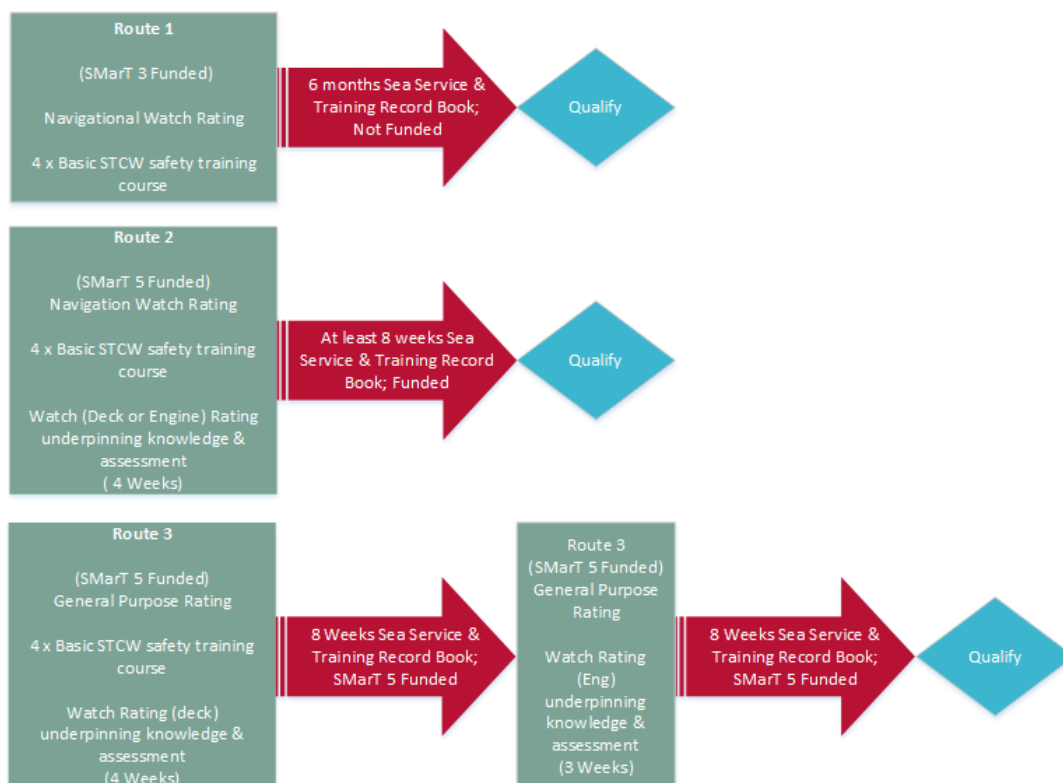 Route 1
(SMarT 3 Funded)
Navigational Watch Rating
4 x Basic STCW safety training
course
6 months Sea Service &
Training Record Book;
Not Funded
Qualify
Route 2
(SMarT 5 Funded)
Navigation Watch Rating
4 x Basic STCW safety training
course
Watch (Deck or Engine) Rating
underpinning knowledge &
assessment
( 4 Weeks)
At least 8 weeks Sea
Service & Training Record
Book; Funded
Qualify
Route 3
(SMarT 5 Funded)
General Purpose Rating
4x Basic STCW safety training
course
Watch Rating (deck)
underpinning knowledge &
assessment
(4 Weeks)
8 Weeks Sea Service &
Training Record Book;
SMarT 5 Funded
Route 3
(SMarT 5 Funded)
General Purpose
Rating
Watch Rating
(Eng)
underpinning
knowledge &
assessment
(3 Weeks)
8 Weeks Sea Service &
Training Record Book;
SMarT 5 Funded
Qualify